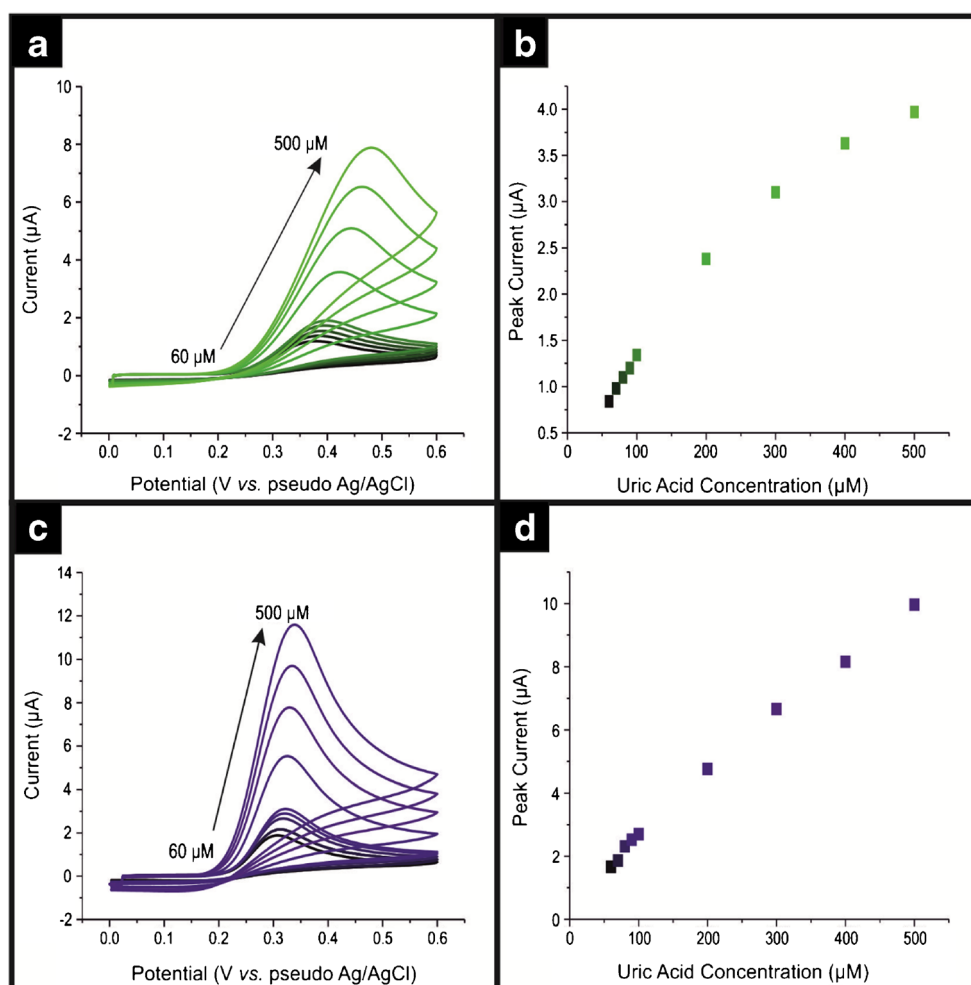 a
10
8
6
4
2
0
-2
Current (µA)
500 µM
60 µM
0.0 0.1 0.2 0.3 0.4 0.5 0.6
Potential (V vs. pseudo Ag/AgCl)
b
4.0
3.5
3.0
2.5
2.0
1.5
1.0
0.5
Peak Current (µA)
0 100 200 300 400 500
Uric Acid Concentration (µM)
c
14
12
10
8
6
4
2
0
-2
Current (µA)
500 µM
60 µM
0.0 0.1 0.2 0.3 0.4 0.5 0.6
Potential (V vs. pseudo Ag/AgCl)
d
10
8
6
4
2
0
Peak Current (µA)
0 100 200 300 400 500
Uric Acid Concentration (µM)